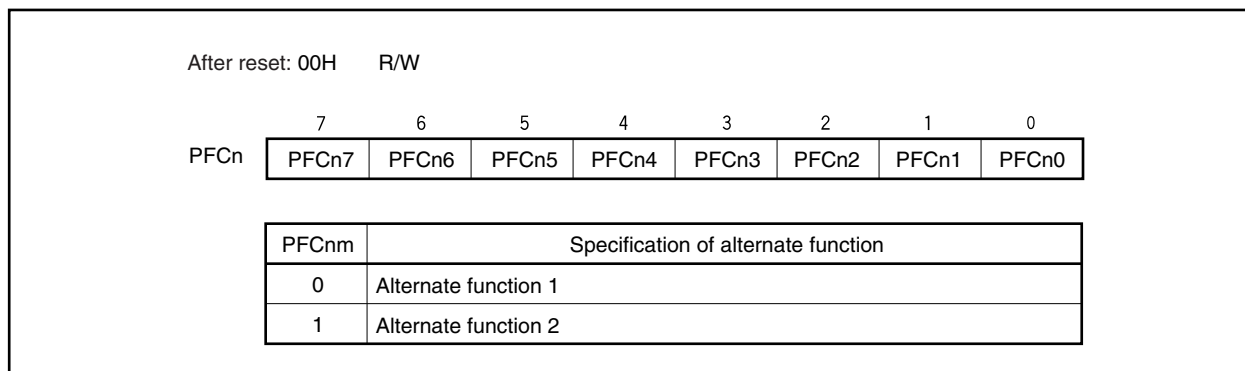 After reset: 00H R/W
7 6 5 4 3 2 1 0
PFCn PFCn7 PFCn6 PFCn5 PFCn4 PFCn3 PFCn2 PFCn1 PFCn0
PFCnm Specification of alternate function
0 Alternate function 1
1 Alternate function 2